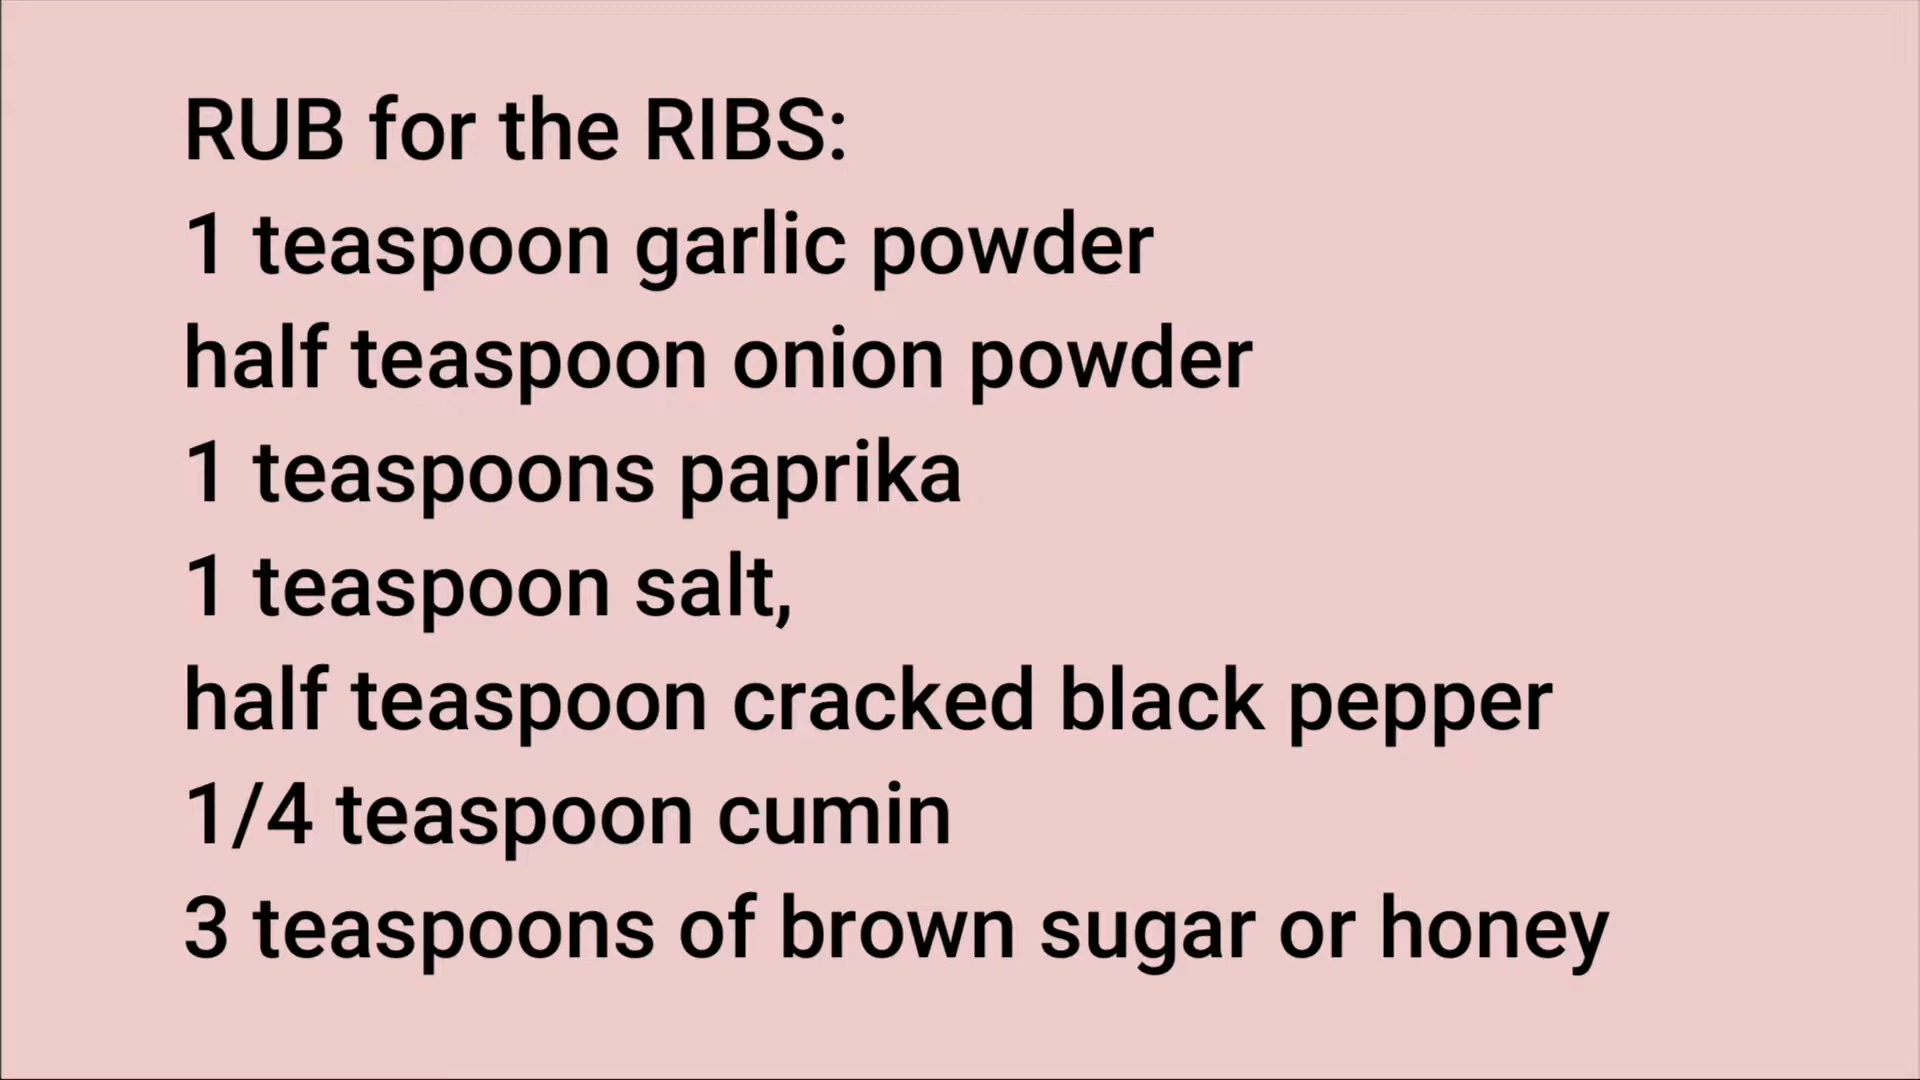 RUB for the RIBS:
1 teaspoon garlic powder
half teaspoon onion powder
1 teaspoons paprika
1 teaspoon salt,
half teaspoon cracked black pepper
1/4 teaspoon cumin
3 teaspoons of brown sugar or honey